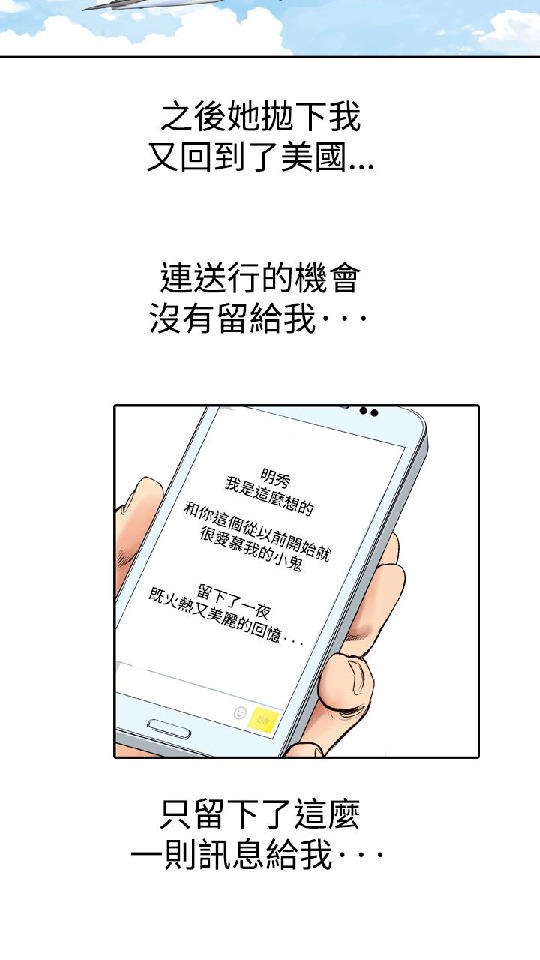 之後她拋下我
又回到了美國...
連送行的機會
沒有留給我···
明秀
我是這麼想的
和你這個從以前開始就
很愛慕我的小鬼
留下了一夜
既火熱又美麗的回憶···
只留下了這麼
一則訊息給我···